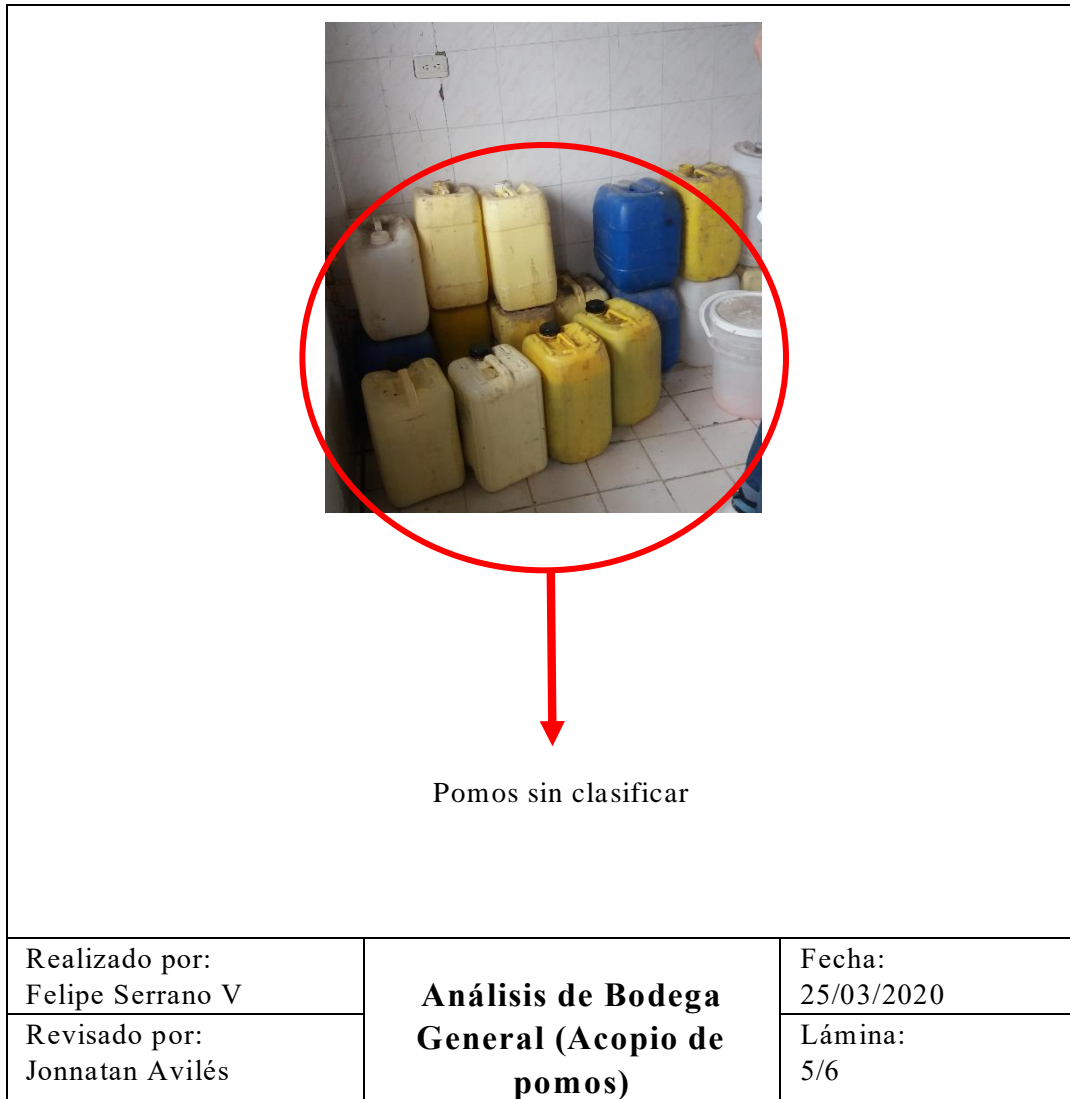 Pomos sin clasificar
Realizado por:
Felipe Serrano V
Análisis de Bodega
General (Acopio de
pomos)
Fecha:
25/03/2020
Revisado por:
Jonnatan Avilés
Lámina:
5/6